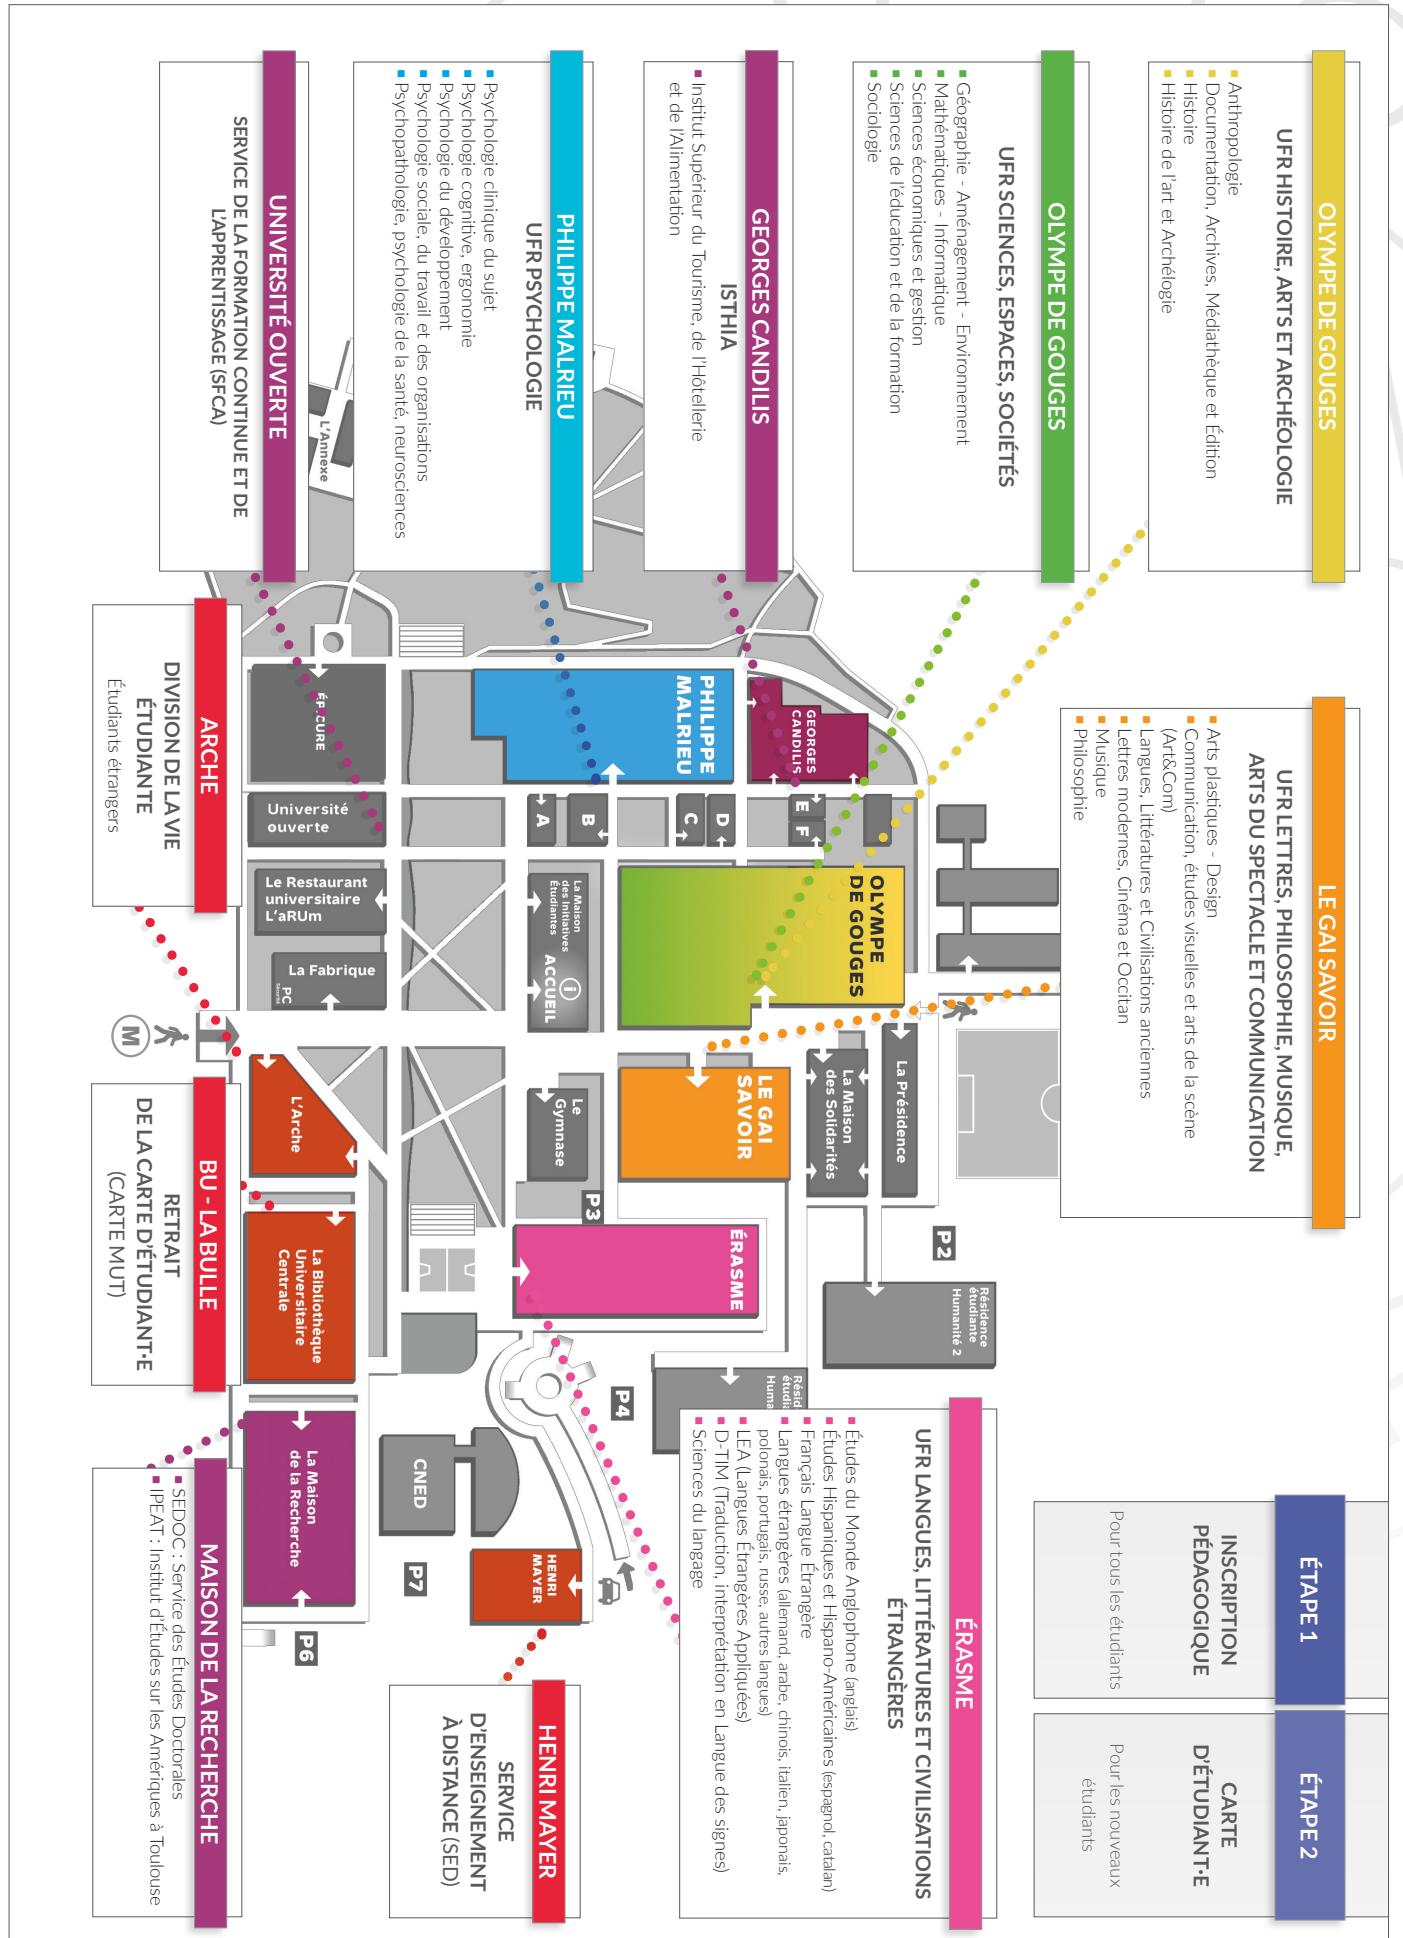 OLYMPE DE GOUGES
UFR HISTOIRE, ARTS ET ARCHÉOLOGIE
Anthropologie
Documentation, Archives, Médiathèque et Édition
Histoire
Histoire de l'art et Archélogie
OLYMPE DE GOUGES
UFR SCIENCES, ESPACES, SOCIÉTÉS
Géographie - Aménagement - Environnement
Mathématiques - Informatique
Sciences économiques et gestion
Sciences de l'éducation et de la formation
Sociologie
GEORGES CANDILIS
ISTHIA
Institut Supérieur du Tourisme, de l'Hôtellerie
et de l'Alimentation
PHILIPPE MALRIEU
UFR PSYCHOLOGIE
Psychologie clinique du sujet
Psychologie cognitive, ergonomie
Psychologie du développement
Psychologie sociale, du travail et des organisations
Psychopathologie, psychologie de la santé, neurosciences
UNIVERSITÉ OUVERTE
SERVICE DE LA FORMATION CONTINUE ET DE
L'APPRENTISSAGE (SFCA)
LE GAI SAVOIR
UFR LETTRES, PHILOSOPHIE, MUSIQUE,
ARTS DU SPECTACLE ET COMMUNICATION
Arts plastiques - Design
Communication, études visuelles et arts de la scène
(Art&Com)
Langues, Littératures et Civilisations anciennes
Lettres modernes, Cinéma et Occitan
Musique
Philosophie
ARCHE
DIVISION DE LA VIE
ÉTUDIANTE
Étudiants étrangers
BU - LA BULLE
RETRAIT
DE LA CARTE D'ÉTUDIANT·E
(CARTE MUT)
ÉTAPE 1
INSCRIPTION
PÉDAGOGIQUE
Pour tous les étudiants
ÉTAPE 2
CARTE
D'ÉTUDIANT·E
Pour les nouveaux
étudiants
ÉRASME
UFR LANGUES, LITTÉRATURES ET CIVILISATIONS
ÉTRANGÈRES
Études du Monde Anglophone (anglais)
Études Hispaniques et Hispano-Américaines (espagnol, catalan)
Français Langue Étrangère
Langues étrangères (allemand, arabe, chinois, italien, japonais,
polonais, portugais, russe, autres langues)
LEA (Langues Étrangères Appliquées)
D-TIM (Traduction, interprétation en Langue des signes)
Sciences du langage
HENRI MAYER
SERVICE
D'ENSEIGNEMENT
À DISTANCE (SED)
MAISON DE LA RECHERCHE
SEDOC : Service des Études Doctorales
IPEAT : Institut d'Études sur les Amériques à Toulouse
L'Annexe
GEORGES
CANDILIS
PHILIPPE
MALRIEU
ÉPICURE
Université
ouverte
A
B
C
D
E
F
OLYMPE
DE GOUGES
La Maison
des Initiatives
Étudiantes
ACCUEIL
i
Le Restaurant
universitaire
L'aRUm
La Fabrique
PC
Sécurité
M
La Présidence
La Maison
des Solidarités
LE GAI
SAVOIR
Le
Gymnase
L'Arche
P3
P2
ÉRASME
La Bibliothèque
Universitaire
Centrale
Résidence
étudiante
Humanité 2
Résid
étudia
Huma
P4
La Maison
de la Recherche
CNED
HENRI
MAYER
P7
P6